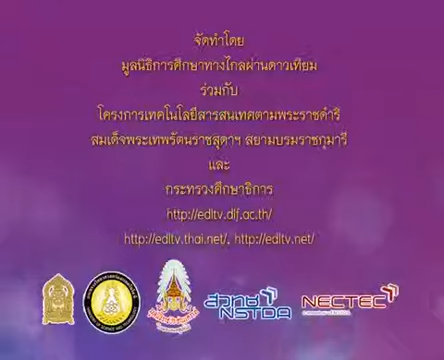 จัดทำโดย
มูลนิธิการศึกษาทางไกลผ่านดาวเทียม
ร่วมกับ
โครงการเทคโนโลยีสารสนเทศตามพระราชดำริ
สมเด็จพระเทพรัตนราชสุดาฯ สยามบรมราชกุมารี
และ
กระทรวงศึกษาธิการ
http://edltv.dlf.ac.th/
http://edltv.thai.net/, http://edltv.net/
สวทช NSTDA
NECTEC